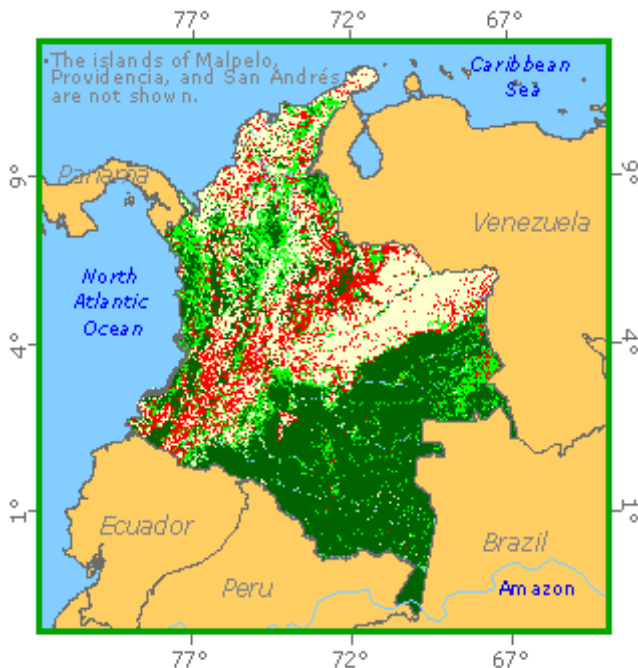 77° 72° 67°
•The islands of Malpelo,
Providencia, and San Andrés
are not shown.
Caribbean
Sea
9° 9°
Panama
Venezuela
North
Atlantic
Ocean
4° 4°
1° 1°
Ecuador
Brazil
Peru
Amazon
77° 72° 67°